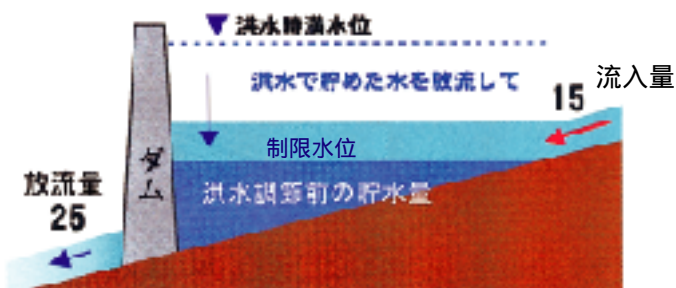 ▼洪水時満水位
洪水で貯めた水を放流して
流入量
15
制限水位
ダム
洪水調節前の貯水量
放流量
25